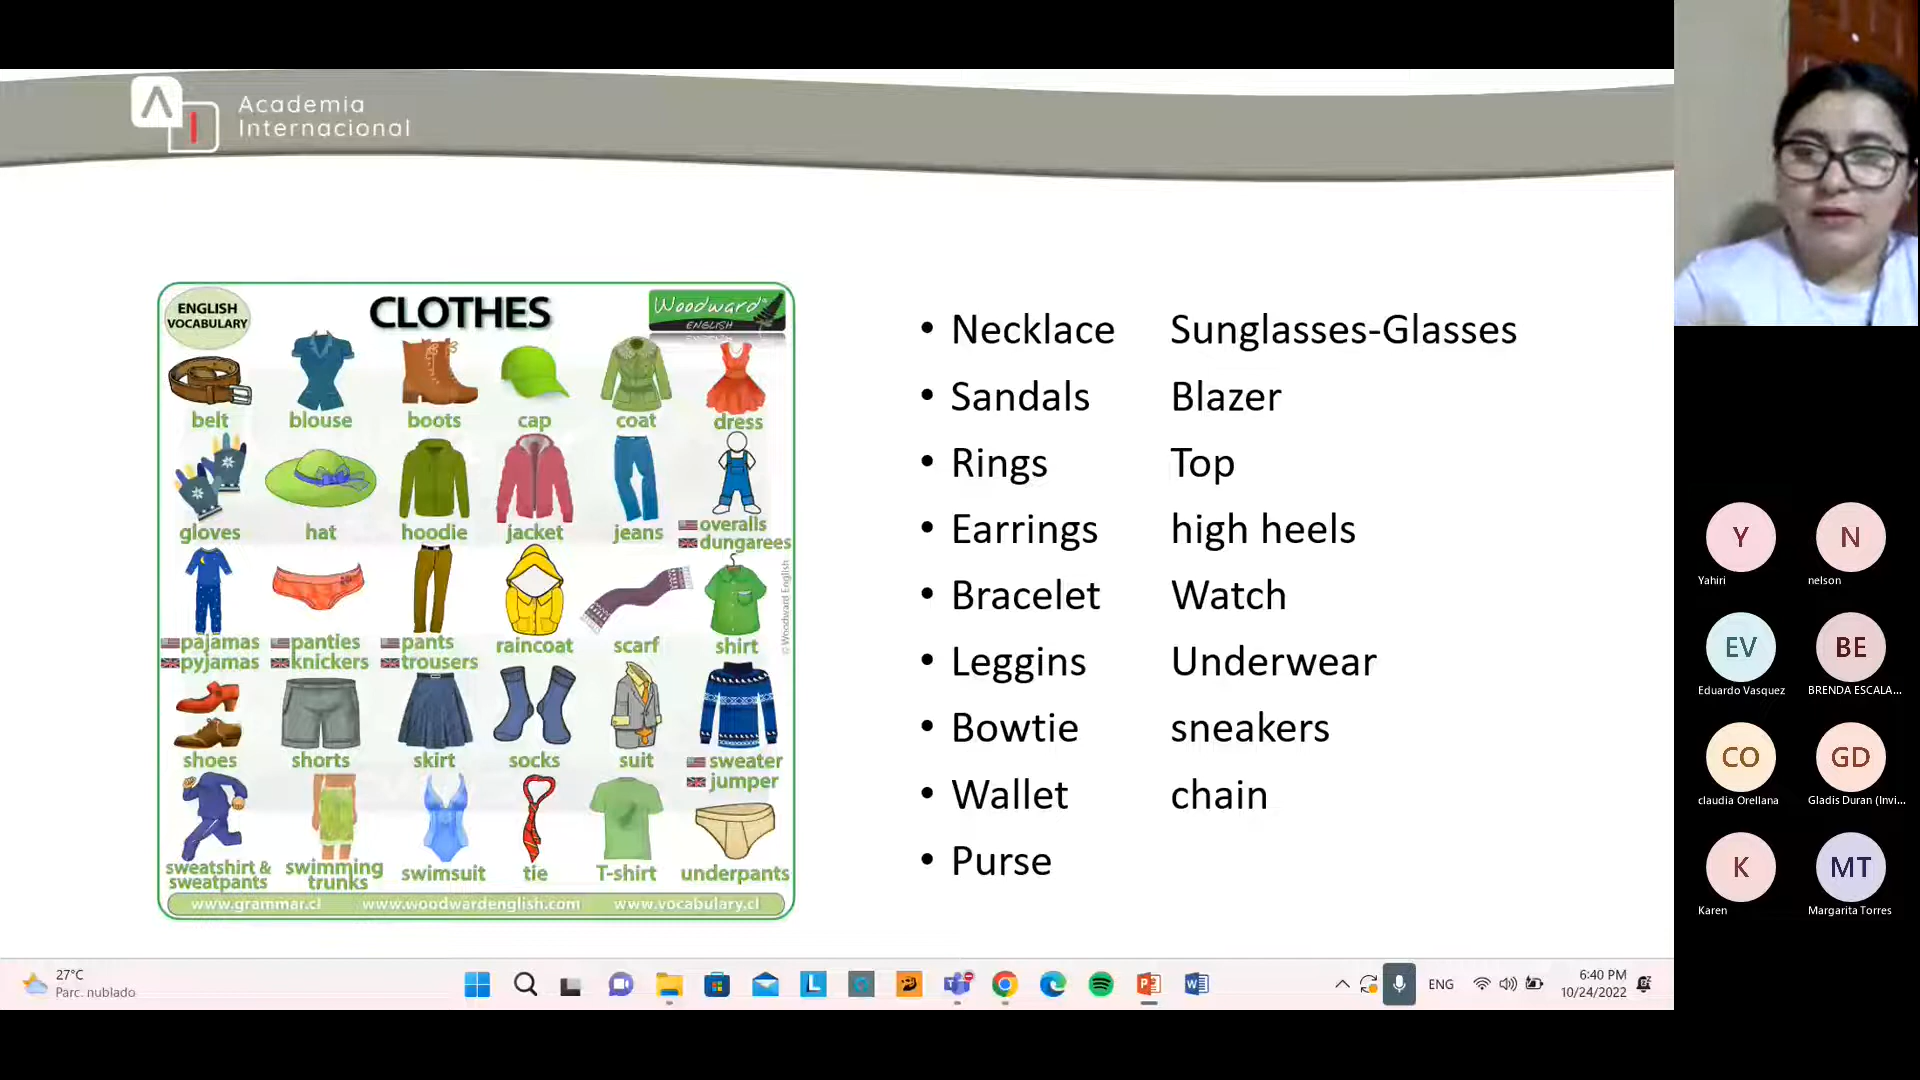 Academia
Internacional
ENGLISH
VOCABULARY
CLOTHES
Woodward
ENGLISH
belt
blouse
boots
cap
coat
dress
gloves
hat
hoodie
jacket
jeans
overalls
dungarees
pajamas
pyjamas
panties
knickers
pants
trousers
raincoat
scarf
shirt
© Woodward English
shoes
shorts
skirt
socks
suit
sweater
jumper
sweatshirt &
sweatpants
swimming
trunks
swimsuit
tie
T-shirt
underpants
www.grammar.cl www.woodwardenglish.com www.vocabulary.cl
• Necklace Sunglasses-Glasses
• Sandals Blazer
• Rings Top
• Earrings high heels
• Bracelet Watch
• Leggins Underwear
• Bowtie sneakers
• Wallet chain
• Purse
Y
Yahiri
N
nelson
EV
Eduardo Vasquez
BE
BRENDA ESCALA...
CO
claudia Orellana
GD
Gladis Duran (Invi...
K
Karen
MT
Margarita Torres
27°C
Parc. nublado
ENG
6:40 PM
10/24/2022